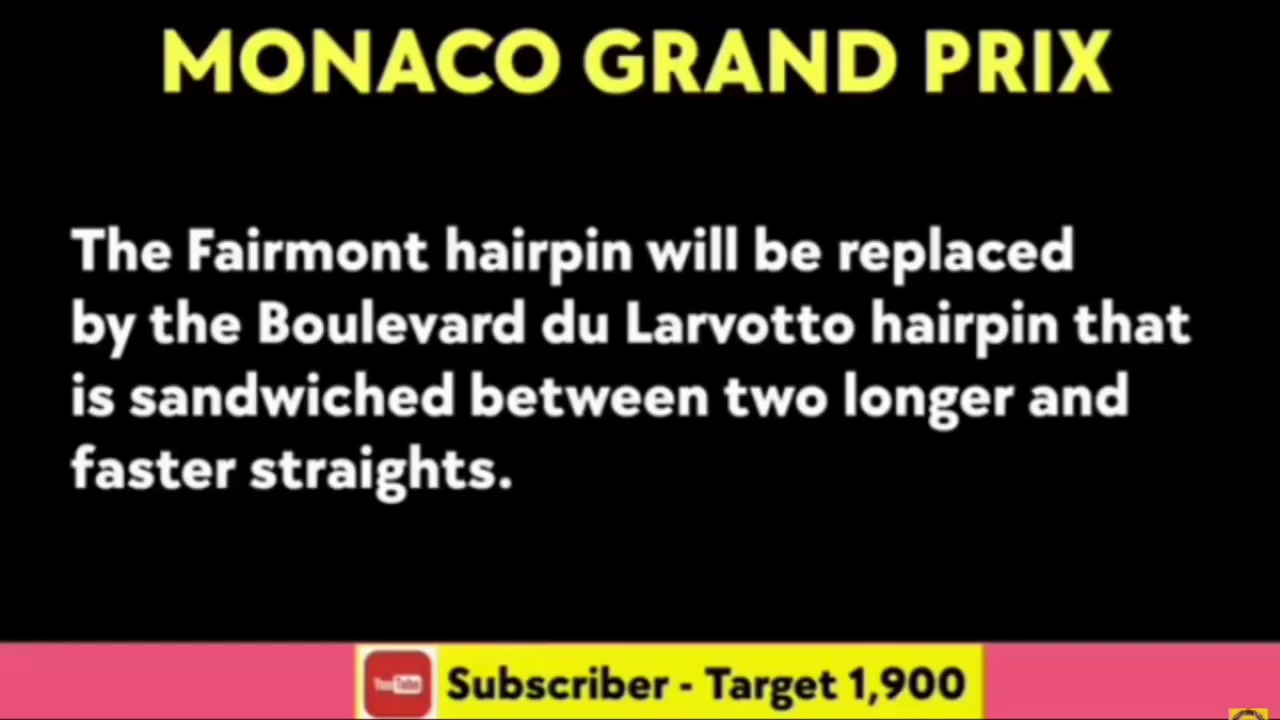 MONACO GRAND PRIX
The Fairmont hairpin will be replaced
by the Boulevard du Larvotto hairpin that
is sandwiched between two longer and
faster straights.
YouTube Subscriber - Target 1,900